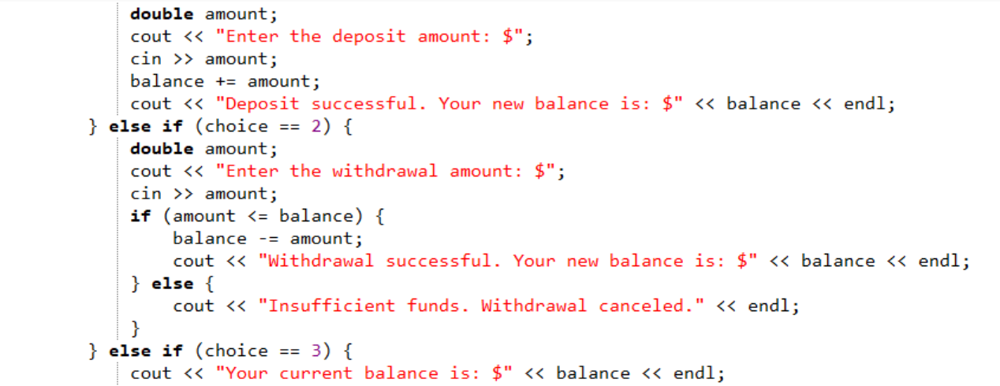 double amount;
cout << "Enter the deposit amount: $";
cin >> amount;
balance += amount;
cout << "Deposit successful. Your new balance is: $" << balance << endl;
} else if (choice == 2) {
double amount;
cout << "Enter the withdrawal amount: $";
cin >> amount;
if (amount <= balance) {
balance -= amount;
cout << "Withdrawal successful. Your new balance is: $" << balance << endl;
} else {
cout << "Insufficient funds. Withdrawal canceled." << endl;
}
} else if (choice == 3) {
cout << "Your current balance is: $" << balance << endl;